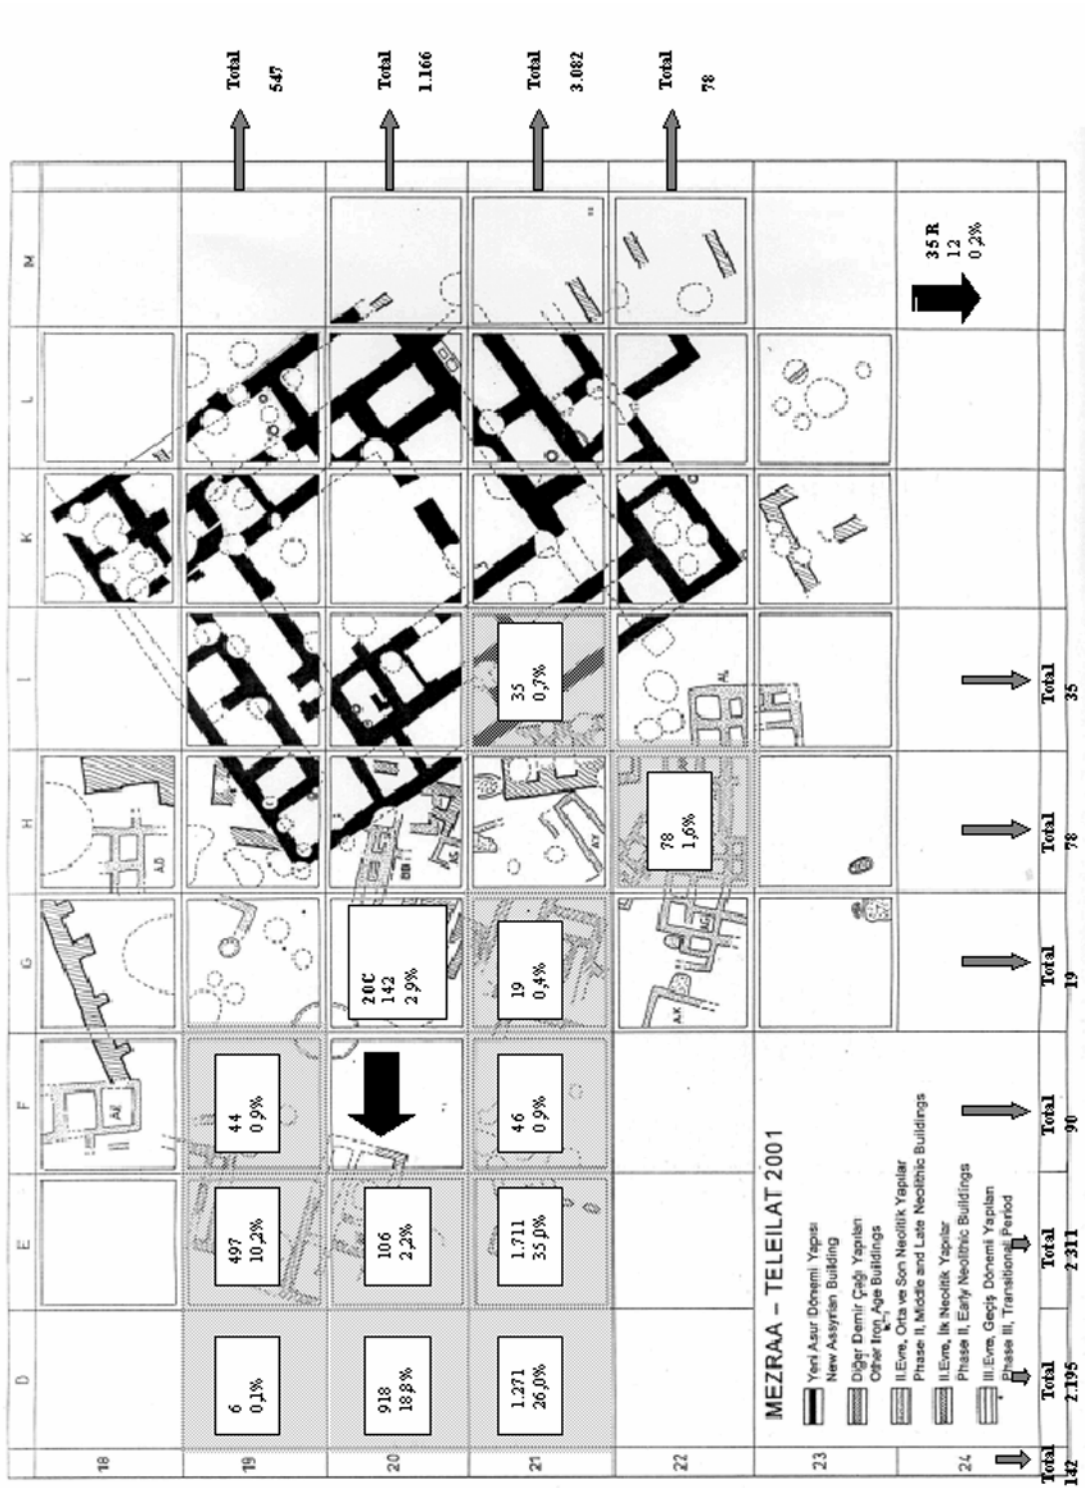 Total
547
Total
1.166
Total
3.082
Total
78
M
L
K
I
H
G
F
E
D
18
19
20
21
22
23
24
35 R
12
0,2%
35
0,7%
78
1,6%
20C
142
2,9%
19
0,4%
44
0,9%
46
0,9%
497
10,2%
106
2,2%
1.711
35,0%
6
0,1%
918
18,8%
1.271
26,0%
AL
AY
AK
MEZRAA – TELEILAT 2001
Yeni Asur Dönemi Yapısı
New Assyrian Building
Diğer Demir Çağı Yapıları
Other Iron Age Buildings
II.Evre, Orta ve Son Neolitik Yapılar
Phase II, Middle and Late Neolithic Buildings
II.Evre, İlk Neolitik Yapılar
Phase II, Early Neolithic Buildings
III.Evre, Geçiş Dönemi Yapıları
Phase III, Transitional Period
Total
142
Total
2.195
Total
2 311
Total
90
Total
19
Total
78
Total
35